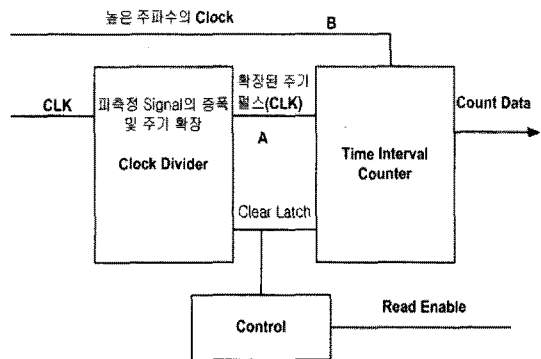 높은 주파수의 Clock
B
CLK
피측정 Signal의 증폭
및 주기 확장
Clock Divider
확장된 주기
펄스(CLK)
A
Clear Latch
Time Interval
Counter
Count Data
Control
Read Enable